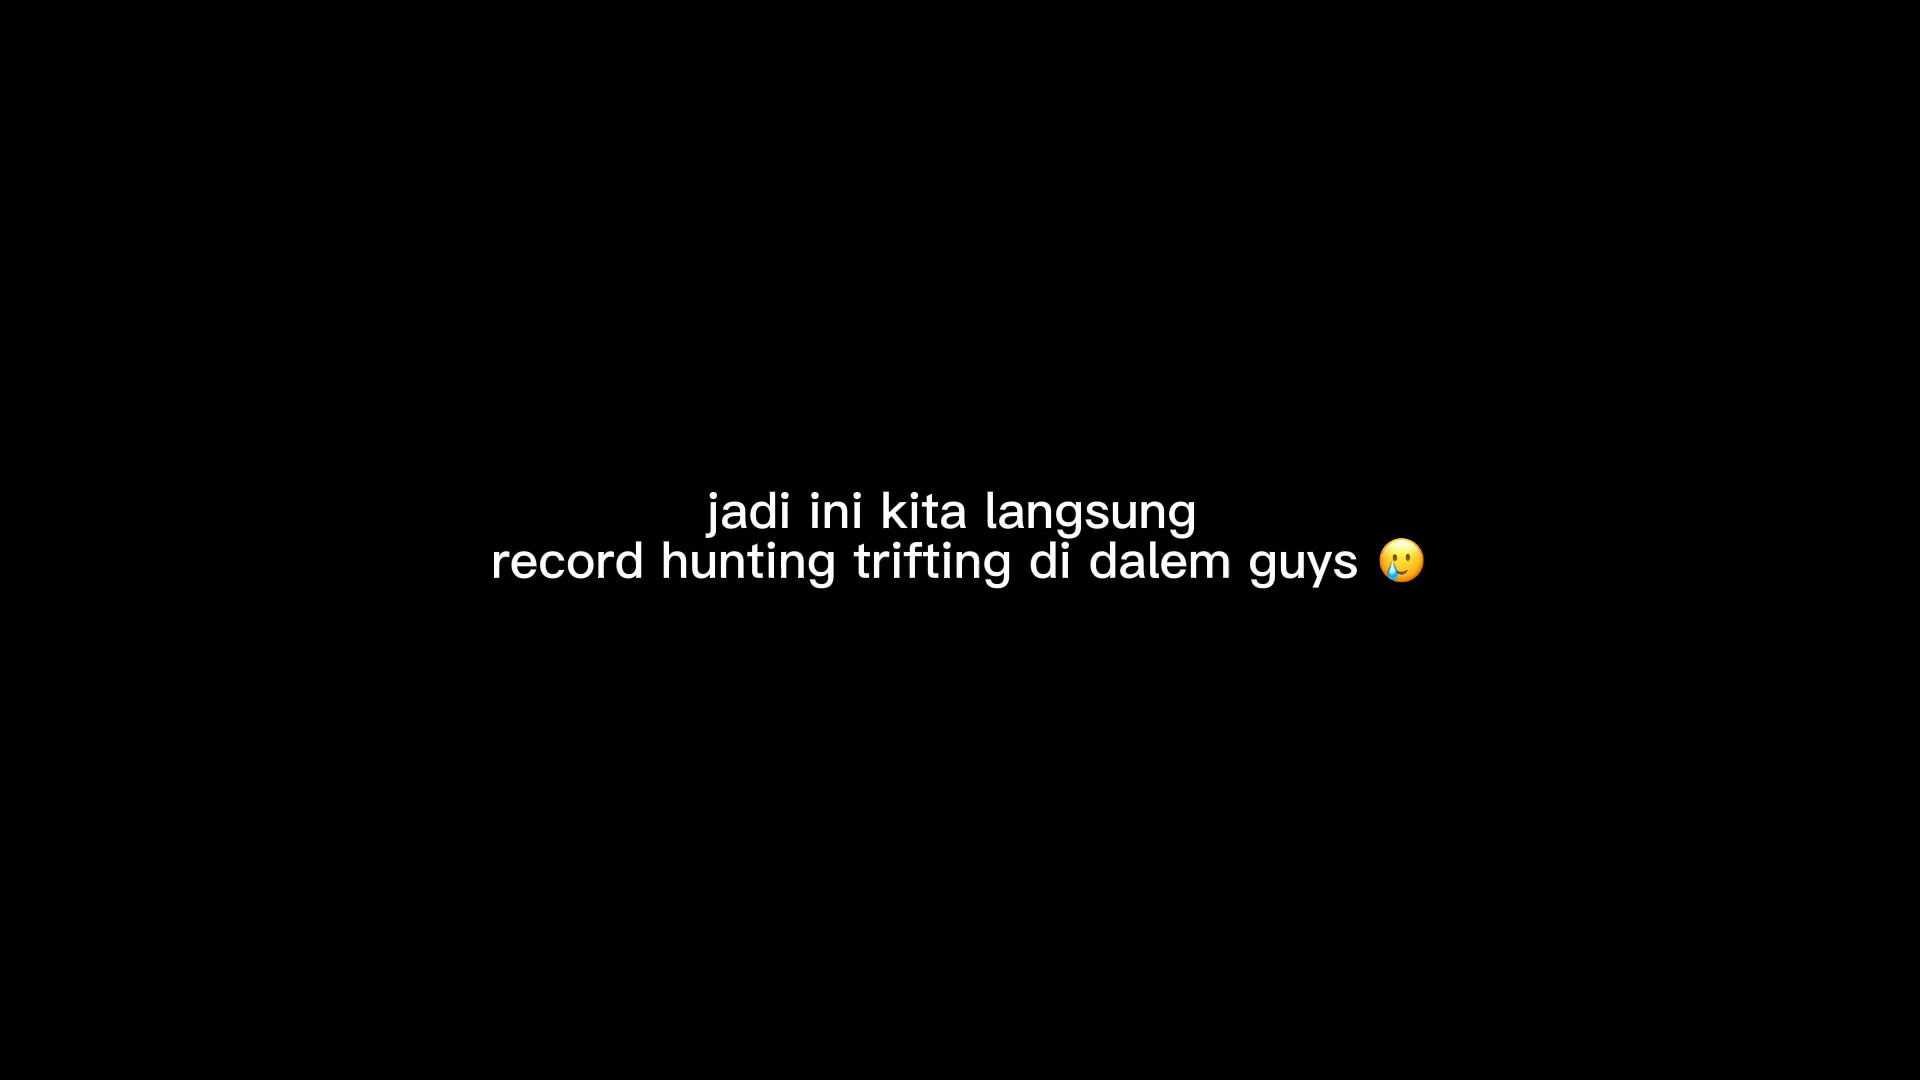 jadi ini kita langsung
record hunting trifting di dalem guys 🥲